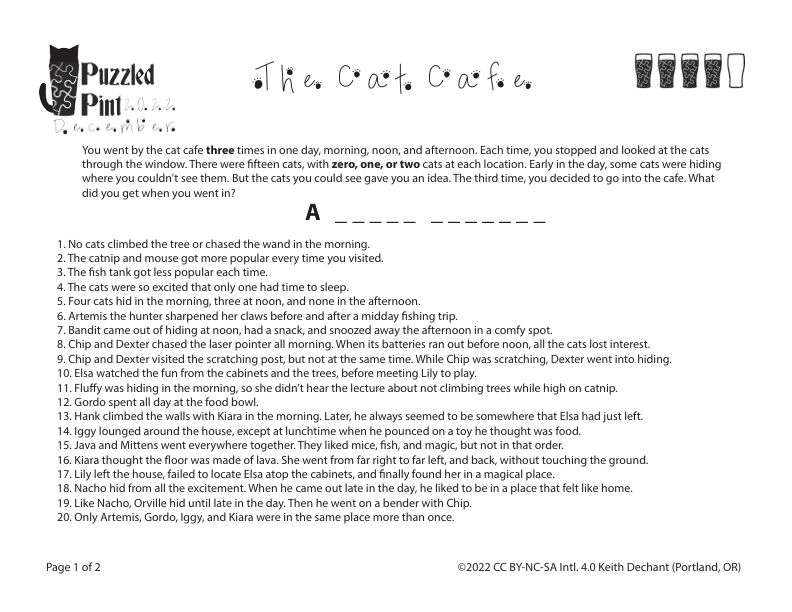 Puzzled
Pint 2022
December
The Cat Cafe
You went by the cat cafe three times in one day, morning, noon, and afternoon. Each time, you stopped and looked at the cats
through the window. There were fifteen cats, with zero, one, or two cats at each location. Early in the day, some cats were hiding
where you couldn't see them. But the cats you could see gave you an idea. The third time, you decided to go into the cafe. What
did you get when you went in?
A _ _ _ _ _ _ _ _ _ _ _ _
1. No cats climbed the tree or chased the wand in the morning.
2. The catnip and mouse got more popular every time you visited.
3. The fish tank got less popular each time.
4. The cats were so excited that only one had time to sleep.
5. Four cats hid in the morning, three at noon, and none in the afternoon.
6. Artemis the hunter sharpened her claws before and after a midday fishing trip.
7. Bandit came out of hiding at noon, had a snack, and snoozed away the afternoon in a comfy spot.
8. Chip and Dexter chased the laser pointer all morning. When its batteries ran out before noon, all the cats lost interest.
9. Chip and Dexter visited the scratching post, but not at the same time. While Chip was scratching, Dexter went into hiding.
10. Elsa watched the fun from the cabinets and the trees, before meeting Lily to play.
11. Fluffy was hiding in the morning, so she didn't hear the lecture about not climbing trees while high on catnip.
12. Gordo spent all day at the food bowl.
13. Hank climbed the walls with Kiara in the morning. Later, he always seemed to be somewhere that Elsa had just left.
14. Iggy lounged around the house, except at lunchtime when he pounced on a toy he thought was food.
15. Java and Mittens went everywhere together. They liked mice, fish, and magic, but not in that order.
16. Kiara thought the floor was made of lava. She went from far right to far left, and back, without touching the ground.
17. Lily left the house, failed to locate Elsa atop the cabinets, and finally found her in a magical place.
18. Nacho hid from all the excitement. When he came out late in the day, he liked to be in a place that felt like home.
19. Like Nacho, Orville hid until late in the day. Then he went on a bender with Chip.
20. Only Artemis, Gordo, Iggy, and Kiara were in the same place more than once.
Page 1 of 2
©2022 CC BY-NC-SA Intl. 4.0 Keith Dechant (Portland, OR)